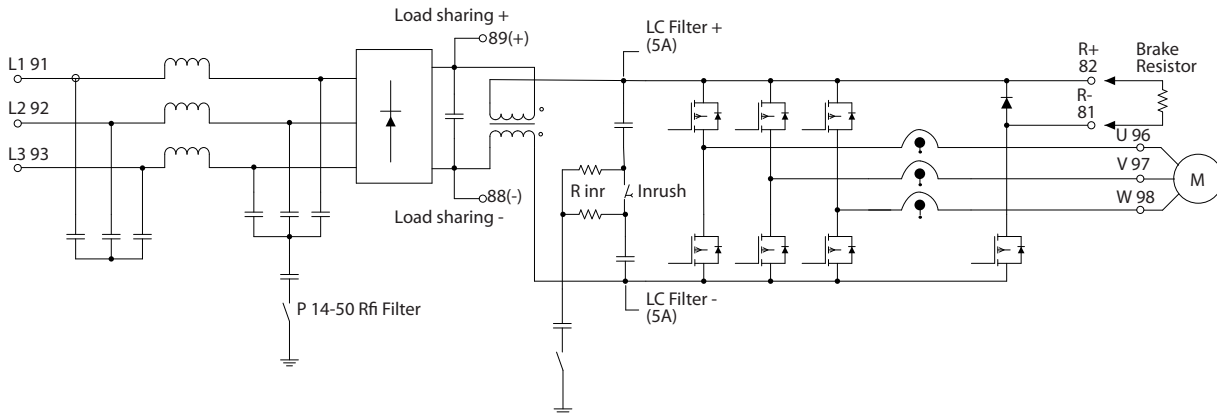 Load sharing +
89(+)
LC Filter +
(5A)
R+
82
Brake
Resistor
L1 91
R-
81
L2 92
U 96
L3 93
V 97
M
R inr
Inrush
88(-)
W 98
Load sharing -
P 14-50 Rfi Filter
LC Filter -
(5A)